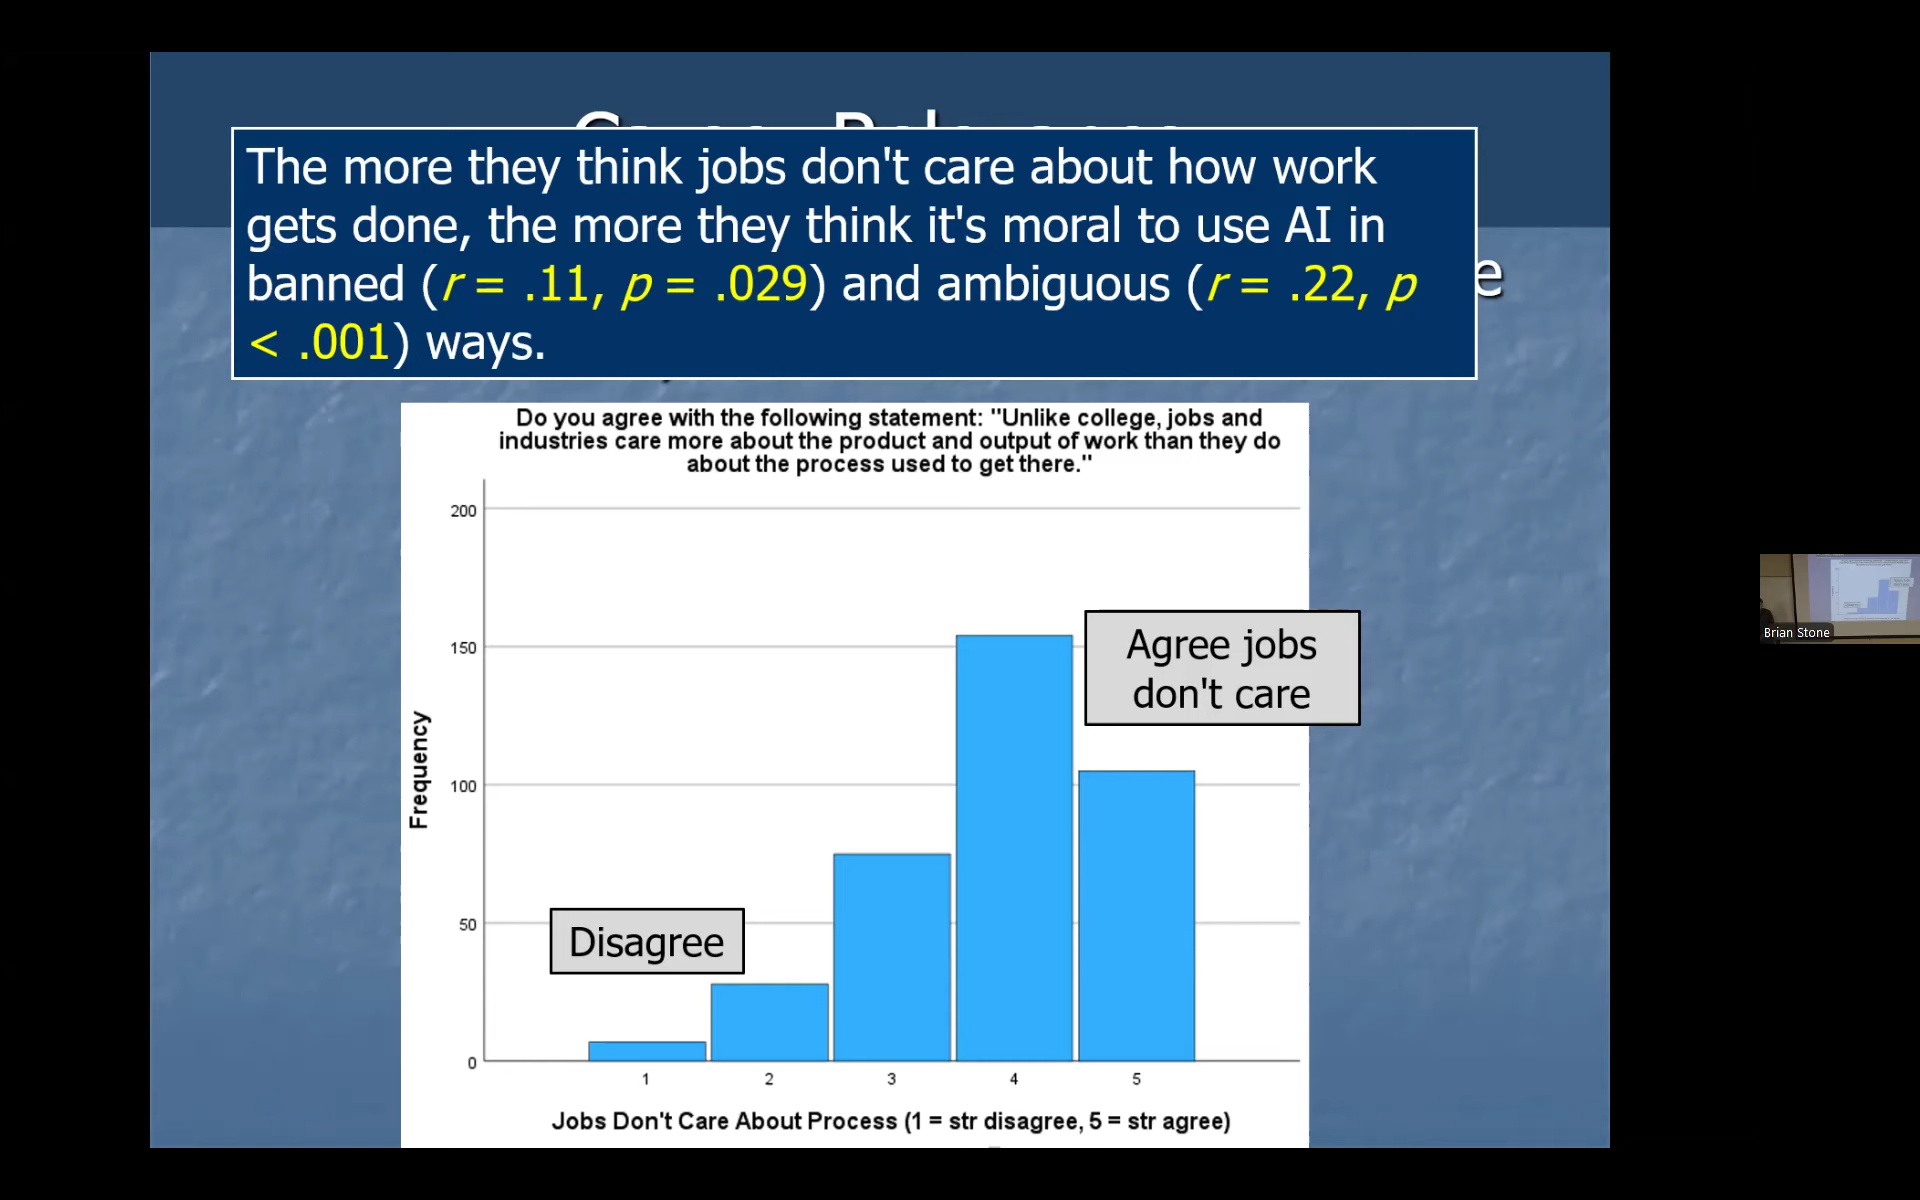 The more they think jobs don't care about how work
gets done, the more they think it's moral to use AI in
banned (r = .11, p = .029) and ambiguous (r = .22, p
< .001) ways.
e
Do you agree with the following statement: "Unlike college, jobs and
industries care more about the product and output of work than they do
about the process used to get there."
200
150
100
50
0
Frequency
Disagree
Agree jobs
don't care
1 2 3 4 5
Jobs Don't Care About Process (1 = str disagree, 5 = str agree)
Brian Stone